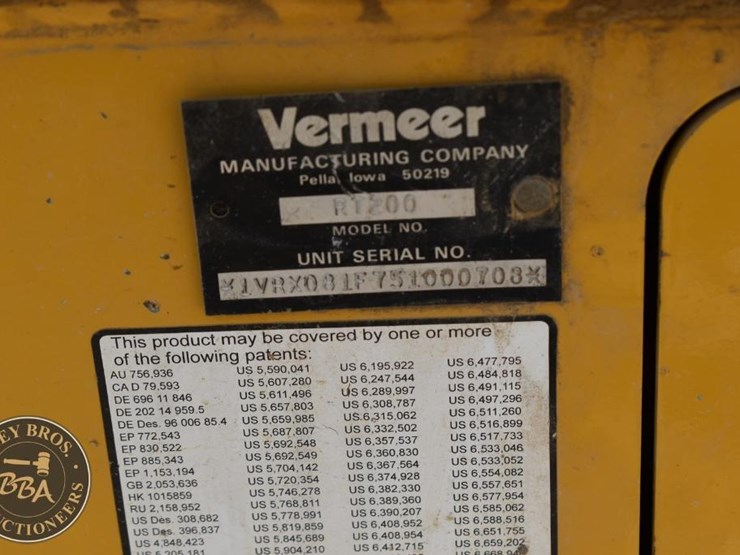 Vermeer
MANUFACTURING COMPANY
Pella, Iowa 50219
RT200
MODEL NO.
UNIT SERIAL NO.
*1VRX081F751000708*
This product may be covered by one or more
of the following patents:
AU 756,936 US 5,590,041 US 6,195,922 US 6,477,795
CA D 79,593 US 5,607,280 US 6,247,544 US 6,484,818
DE 696 11 846 US 5,611,496 US 6,289,997 US 6,491,115
DE 202 14 959.5 US 5,657,803 US 6,308,787 US 6,497,296
DE Des. 96 006 85.4 US 5,659,985 US 6,315,062 US 6,511,260
EP 772,543 US 5,687,807 US 6,332,502 US 6,516,899
EP 830,522 US 5,692,548 US 6,357,537 US 6,517,733
EP 885,343 US 5,692,549 US 6,360,830 US 6,533,046
EP 1,153,194 US 5,704,142 US 6,367,564 US 6,533,052
GB 2,053,636 US 5,720,354 US 6,374,928 US 6,554,082
HK 1015859 US 5,746,278 US 6,382,330 US 6,557,651
RU 2,158,952 US 5,768,811 US 6,389,360 US 6,577,954
US Des. 308,682 US 5,778,991 US 6,390,207 US 6,585,062
US Des. 396,837 US 5,819,859 US 6,408,952 US 6,588,516
US 4,848,423 US 5,845,689 US 6,408,954 US 6,651,755
US 5,205,181 US 5,904,210 US 6,412,715 US 6,659,202
EY BROS.
BBA
UCTIONEERS